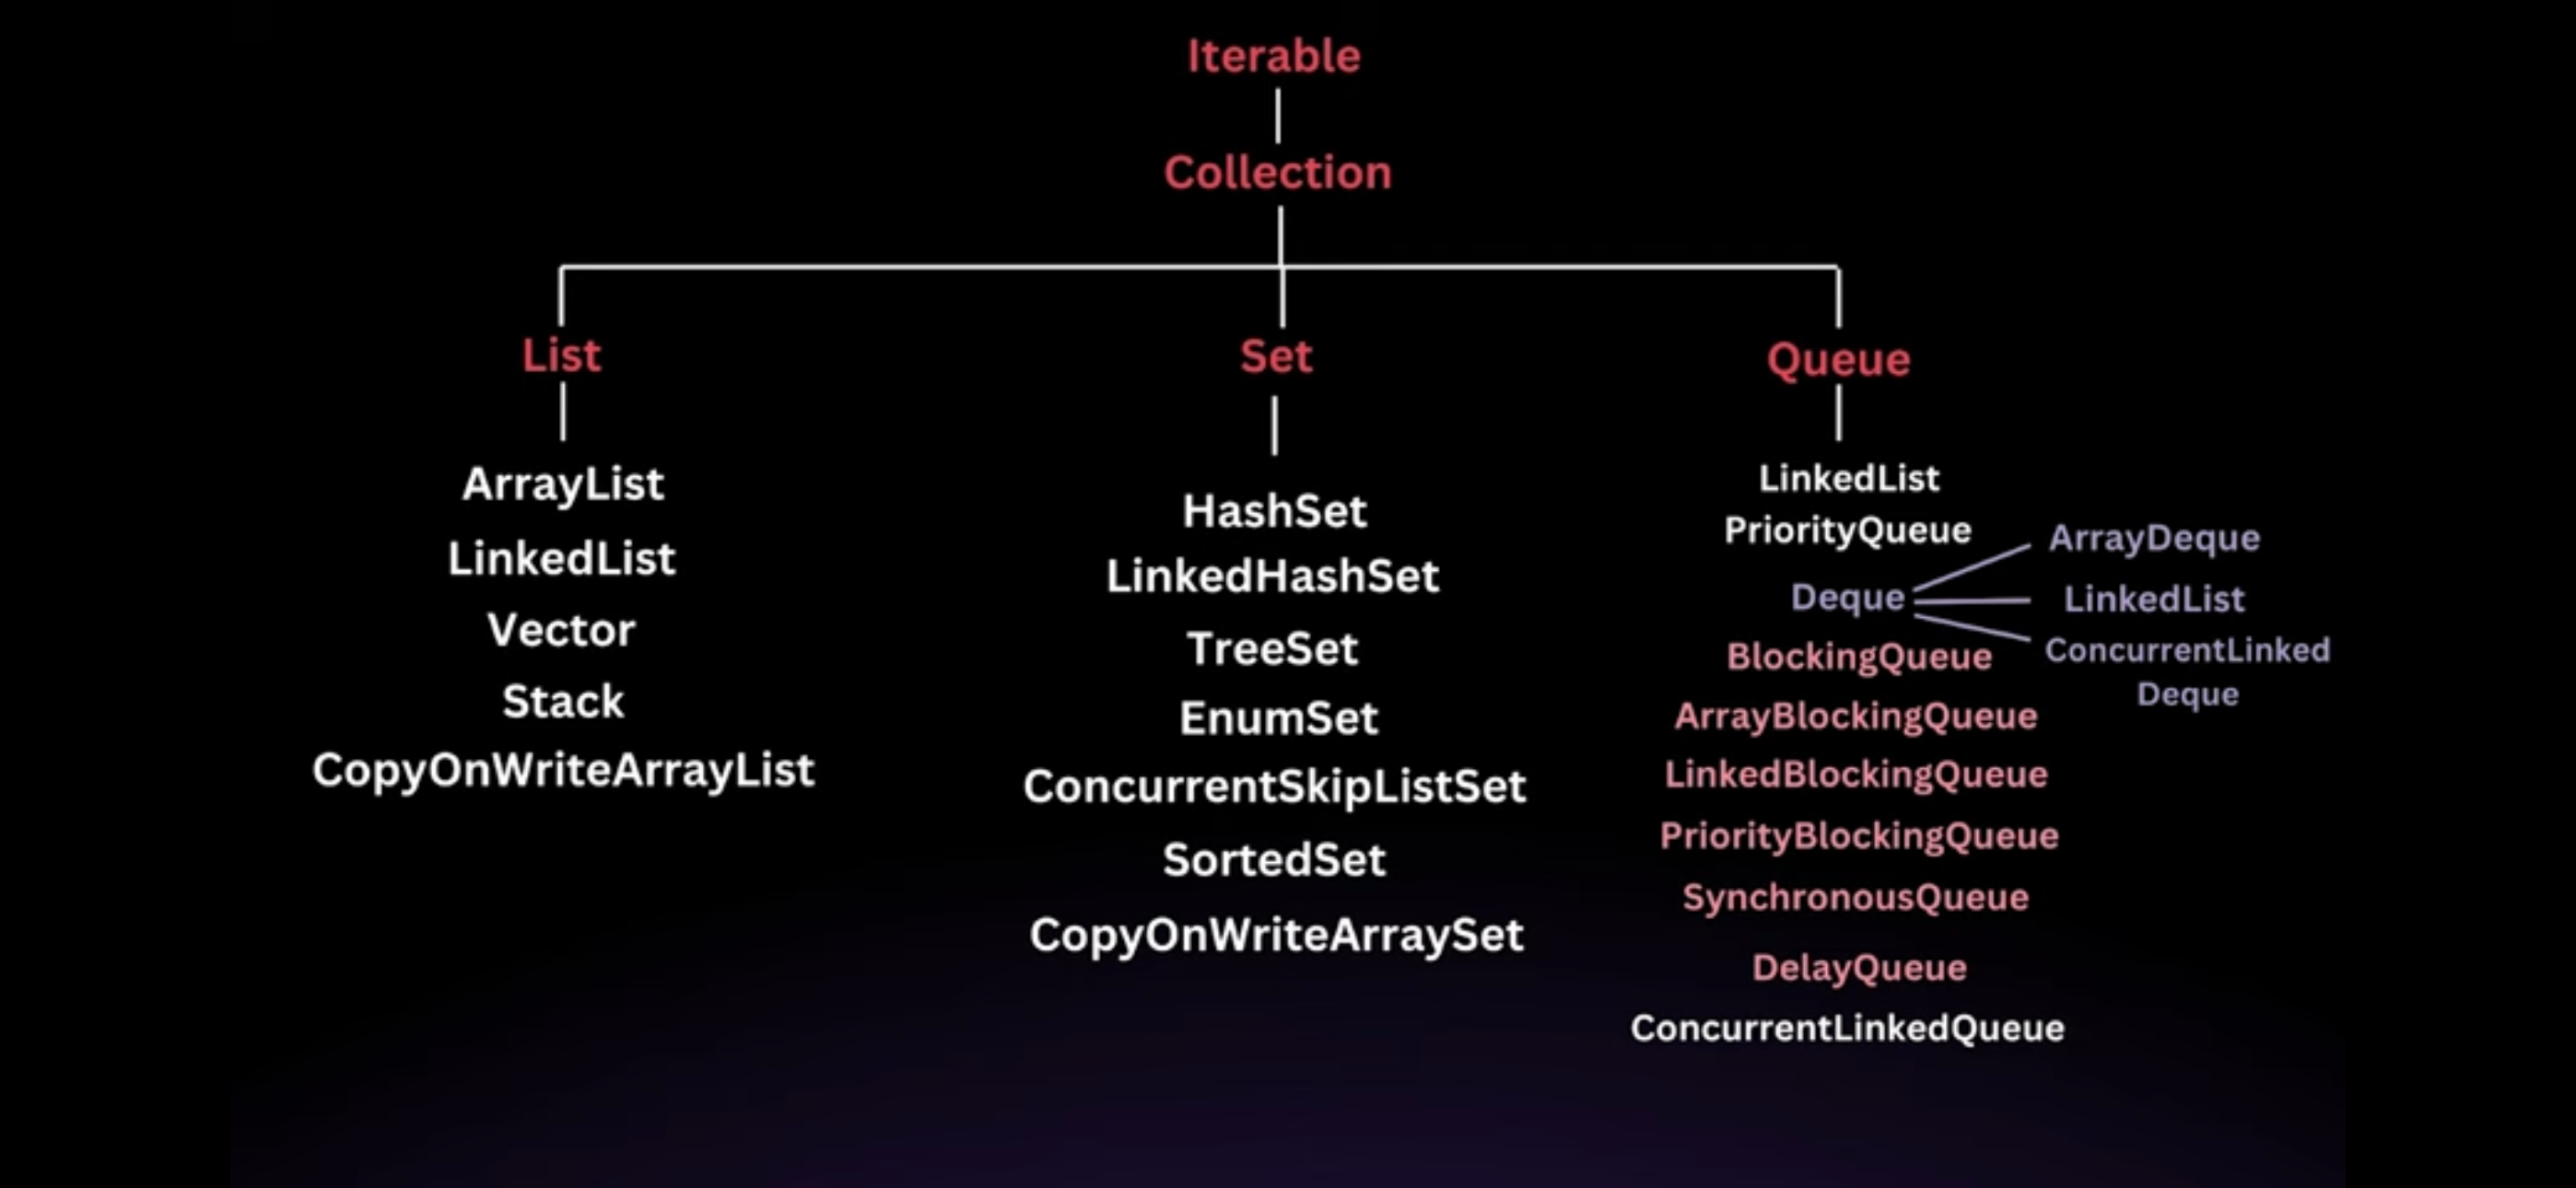 Iterable
Collection
List
Set
Queue
ArrayList
LinkedList
Vector
Stack
CopyOnWriteArrayList
HashSet
LinkedHashSet
TreeSet
EnumSet
ConcurrentSkipListSet
SortedSet
CopyOnWriteArraySet
LinkedList
PriorityQueue
Deque
ArrayDeque
LinkedList
ConcurrentLinked
Deque
BlockingQueue
ArrayBlockingQueue
LinkedBlockingQueue
PriorityBlockingQueue
SynchronousQueue
DelayQueue
ConcurrentLinkedQueue